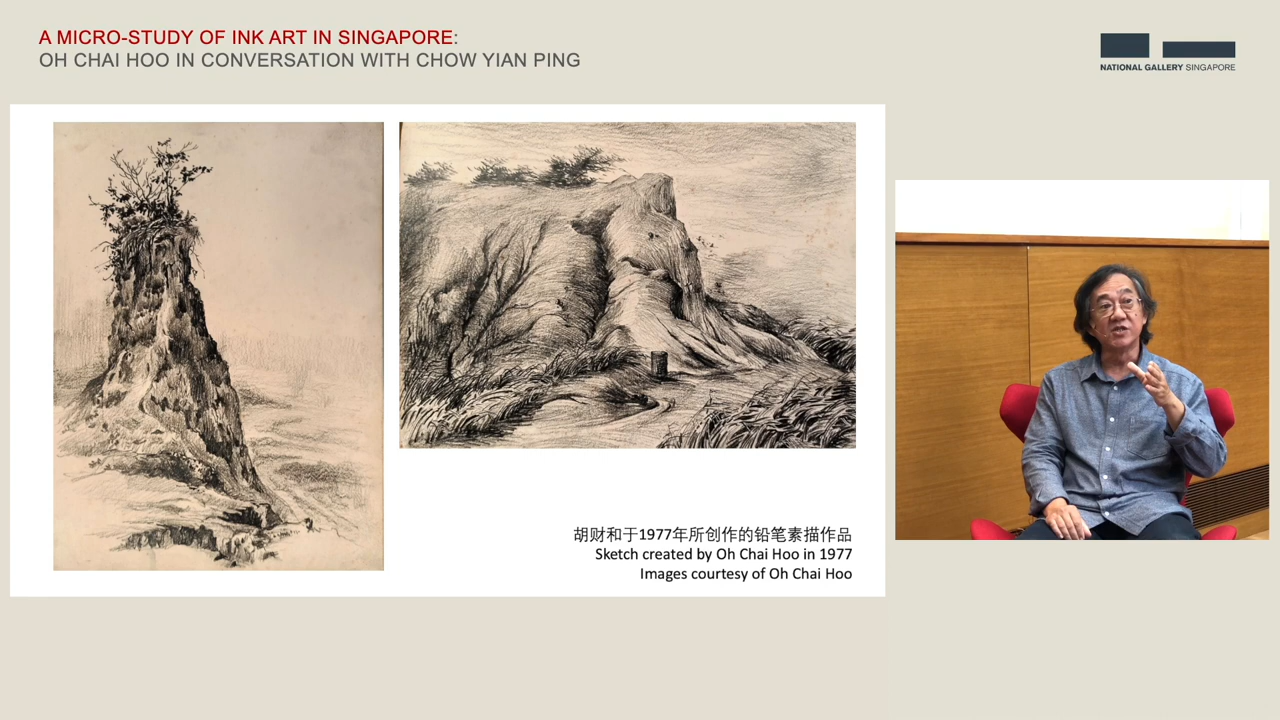 A MICRO-STUDY OF INK ART IN SINGAPORE:
OH CHAI HOO IN CONVERSATION WITH CHOW YIAN PING
NATIONAL GALLERY SINGAPORE
胡财和于1977年所创作的铅笔素描作品
Sketch created by Oh Chai Hoo in 1977
Images courtesy of Oh Chai Hoo